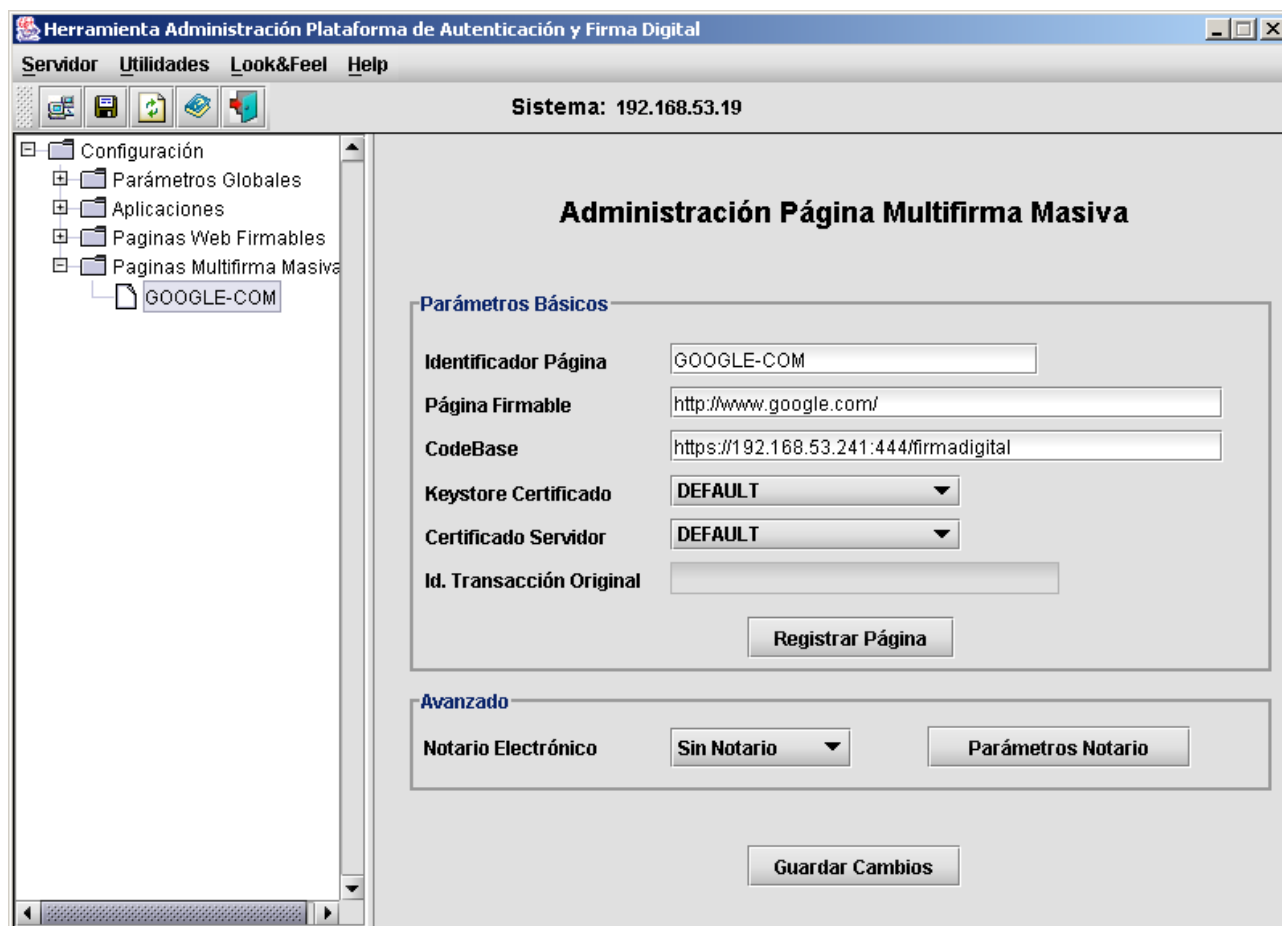 Herramienta Administración Plataforma de Autenticación y Firma Digital
Servidor Utilidades Look&Feel Help
Sistema: 192.168.53.19
Configuración
Parámetros Globales
Aplicaciones
Paginas Web Firmables
Paginas Multifirma Masiva
GOOGLE-COM
Administración Página Multifirma Masiva
Parámetros Básicos
Identificador Página GOOGLE-COM
Página Firmable http://www.google.com/
CodeBase https://192.168.53.241:444/firmadigital
Keystore Certificado DEFAULT
Certificado Servidor DEFAULT
Id. Transacción Original
Registrar Página
Avanzado
Notario Electrónico Sin Notario Parámetros Notario
Guardar Cambios